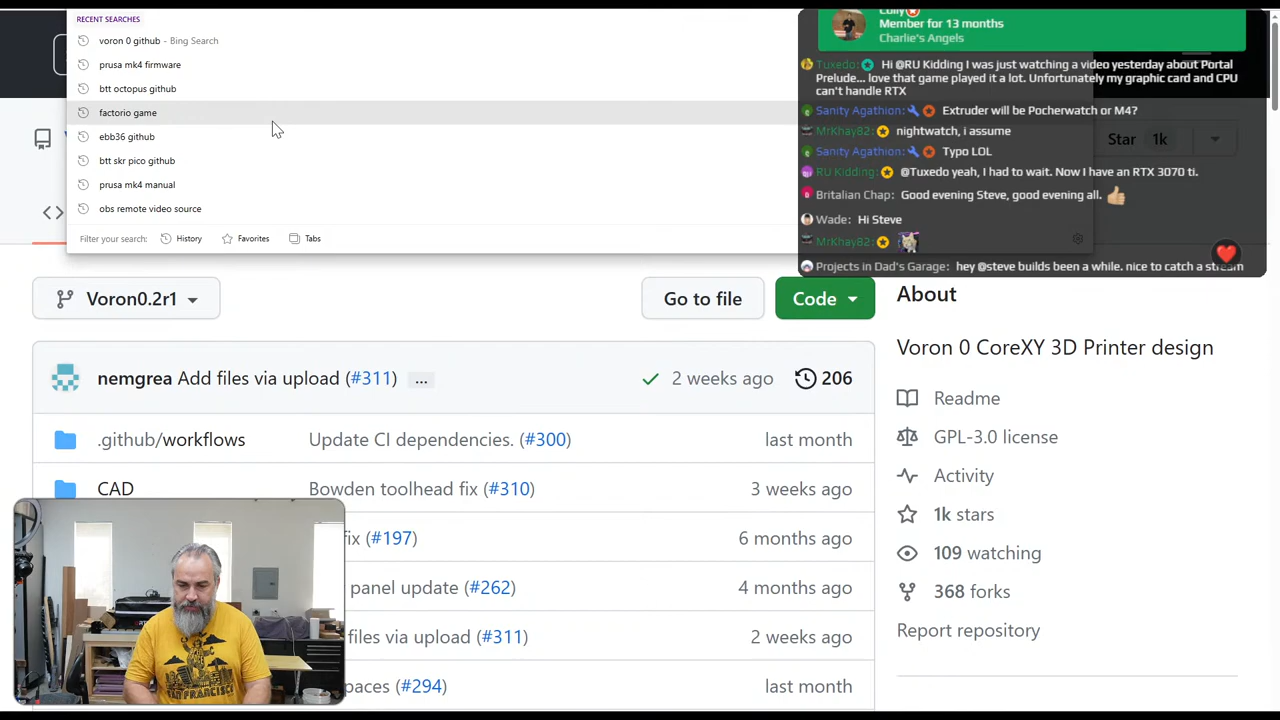 RECENT SEARCHES
voron 0 github - Bing Search
prusa mk4 firmware
btt octopus github
factorio game
ebb36 github
btt skr pico github
prusa mk4 manual
obs remote video source
Filter your search: History Favorites Tabs
Member for 13 months
Charlie's Angels
Tuxedo: Hi @RU Kidding I was just watching a video yesterday about Portal
Prelude... love that game played it a lot. Unfortunately my graphic card and CPU
can't handle RTX
Sanity Agathion: Extruder will be Pocherwatch or M4?
MrKhay82: nightwatch, i assume
Sanity Agathion: Typo LOL
RU Kidding: @Tuxedo yeah, I had to wait. Now I have an RTX 3070 ti.
Britalian Chap: Good evening Steve, good evening all.
Wade: Hi Steve
MrKhay82:
Projects in Dad's Garage: hey @steve builds been a while. nice to catch a stream
Star 1k
Voron0.2r1
Go to file
Code
nemgrea Add files via upload (#311) ...
2 weeks ago
206
.github/workflows Update CI dependencies. (#300) last month
CAD Bowden toolhead fix (#310) 3 weeks ago
fix (#197) 6 months ago
panel update (#262) 4 months ago
files via upload (#311) 2 weeks ago
paces (#294) last month
About
Voron 0 CoreXY 3D Printer design
Readme
GPL-3.0 license
Activity
1k stars
109 watching
368 forks
Report repository
SAN FRANCISCO